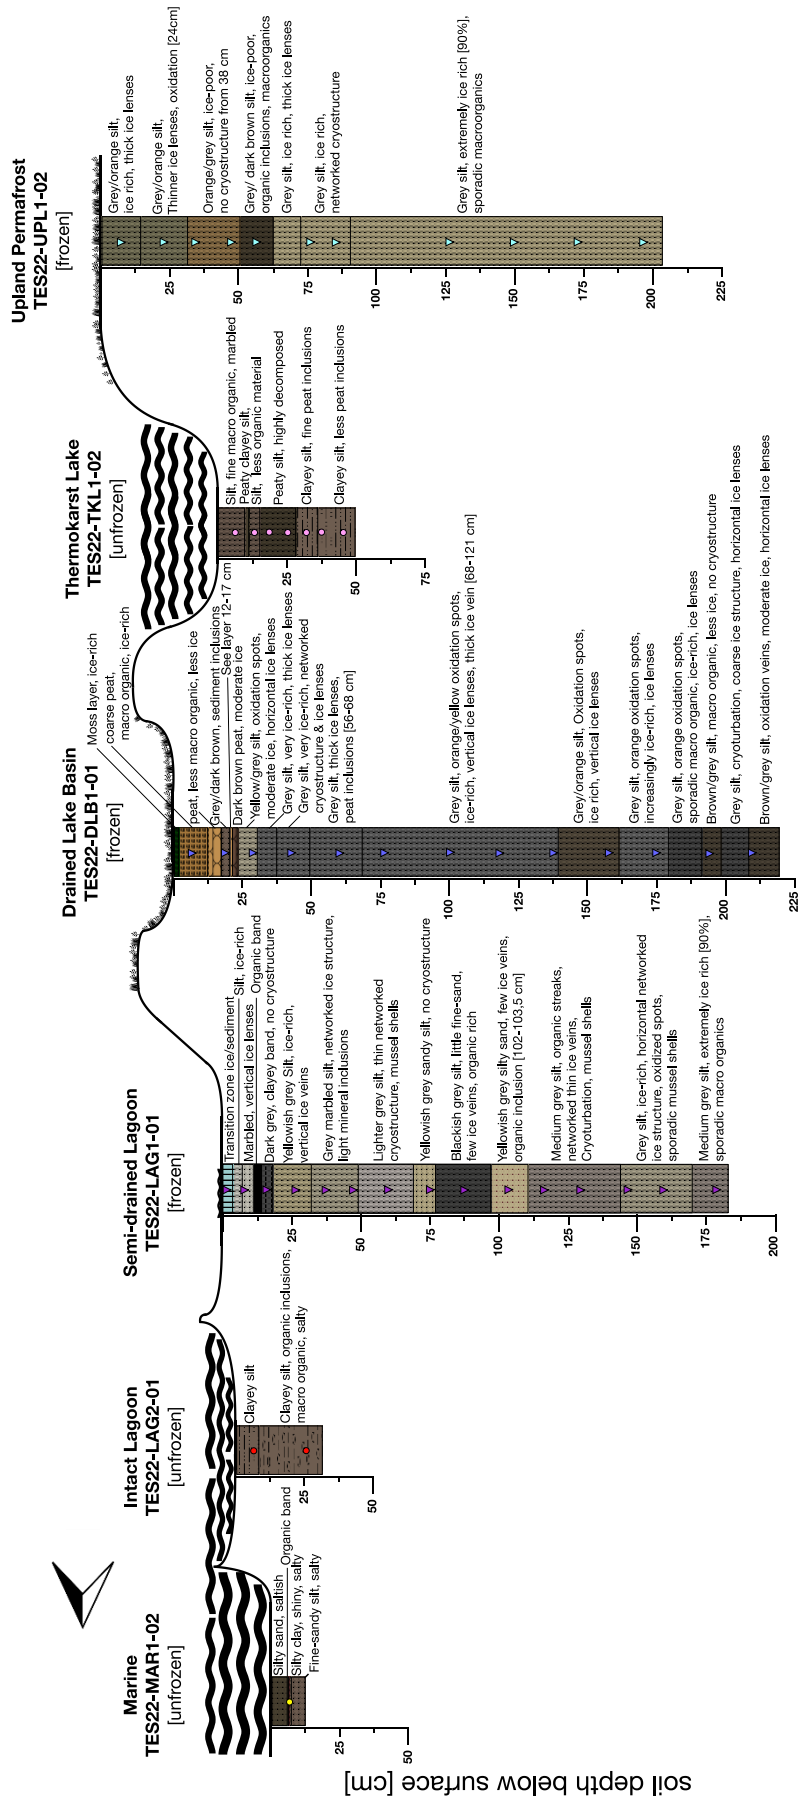 Marine
TES22-MAR1-02
[unfrozen]
Silty sand, saltish
Organic band
Silty clay, shiny, salty
Fine-sandy silt, salty
25
50
soil depth below surface [cm]
Intact Lagoon
TES22-LAG2-01
[unfrozen]
Clayey silt
Clayey silt, organic inclusions,
macro organic, salty
25
50
Semi-drained Lagoon
TES22-LAG1-01
[frozen]
Transition zone ice/sediment
Silt, ice-rich
Marbled, vertical ice lenses
Organic band
Dark grey, clayey band, no cryostructure
Yellowish grey Silt, ice-rich,
vertical ice veins
Grey marbled silt, networked ice structure,
light mineral inclusions
Lighter grey silt, thin networked
cryostructure, mussel shells
Yellowish grey sandy silt, no cryostructure
Blackish grey silt, little fine-sand,
few ice veins, organic rich
Yellowish grey silty sand, few ice veins,
organic inclusion [102-103,5 cm]
Medium grey silt, organic streaks,
networked thin ice veins,
Cryoturbation, mussel shells
Grey silt, ice-rich, horizontal networked
ice structure, oxidized spots,
sporadic mussel shells
Medium grey silt, extremely ice rich [90%],
sporadic macro organics
25
50
75
100
125
150
175
200
Drained Lake Basin
TES22-DLB1-01
[frozen]
Moss layer, ice-rich
coarse peat,
macro organic, ice-rich
peat, less macro organic, less ice
Grey/dark brown, sediment inclusions
See layer 12-17 cm
Dark brown peat, moderate ice
Yellow/grey silt, oxidation spots,
moderate ice, horizontal ice lenses
Grey silt, very ice-rich, thick ice lenses
Grey silt, very ice-rich, networked
cryostructure & ice lenses
Grey silt, thick ice lenses,
peat inclusions [56-68 cm]
Grey silt, orange/yellow oxidation spots,
ice-rich, vertical ice lenses, thick ice vein [68-121 cm]
Grey/orange silt, Oxidation spots,
ice rich, vertical ice lenses
Grey silt, orange oxidation spots,
increasingly ice-rich, ice lenses
Grey silt, orange oxidation spots,
sporadic macro organic, ice-rich, ice lenses
Brown/grey silt, macro organic, less ice, no cryostructure
Grey silt, cryoturbation, coarse ice structure, horizontal ice lenses
Brown/grey silt, oxidation veins, moderate ice, horizontal ice lenses
25
50
75
100
125
150
175
200
225
Thermokarst Lake
TES22-TKL1-02
[unfrozen]
Silt, fine macro organic, marbled
Peaty clayey silt,
Silt, less organic material
Peaty silt, highly decomposed
Clayey silt, fine peat inclusions
Clayey silt, less peat inclusions
25
50
75
Upland Permafrost
TES22-UPL1-02
[frozen]
Grey/orange silt,
ice rich, thick ice lenses
Grey/orange silt,
Thinner ice lenses, oxidation [24cm]
Orange/grey silt, ice-poor,
no cryostructure from 38 cm
Grey/ dark brown silt, ice-poor,
organic inclusions, macroorganics
Grey silt, ice rich, thick ice lenses
Grey silt, ice rich,
networked cryostructure
Grey silt, extremely ice rich [90%],
sporadic macroorganics
25
50
75
100
125
150
175
200
225